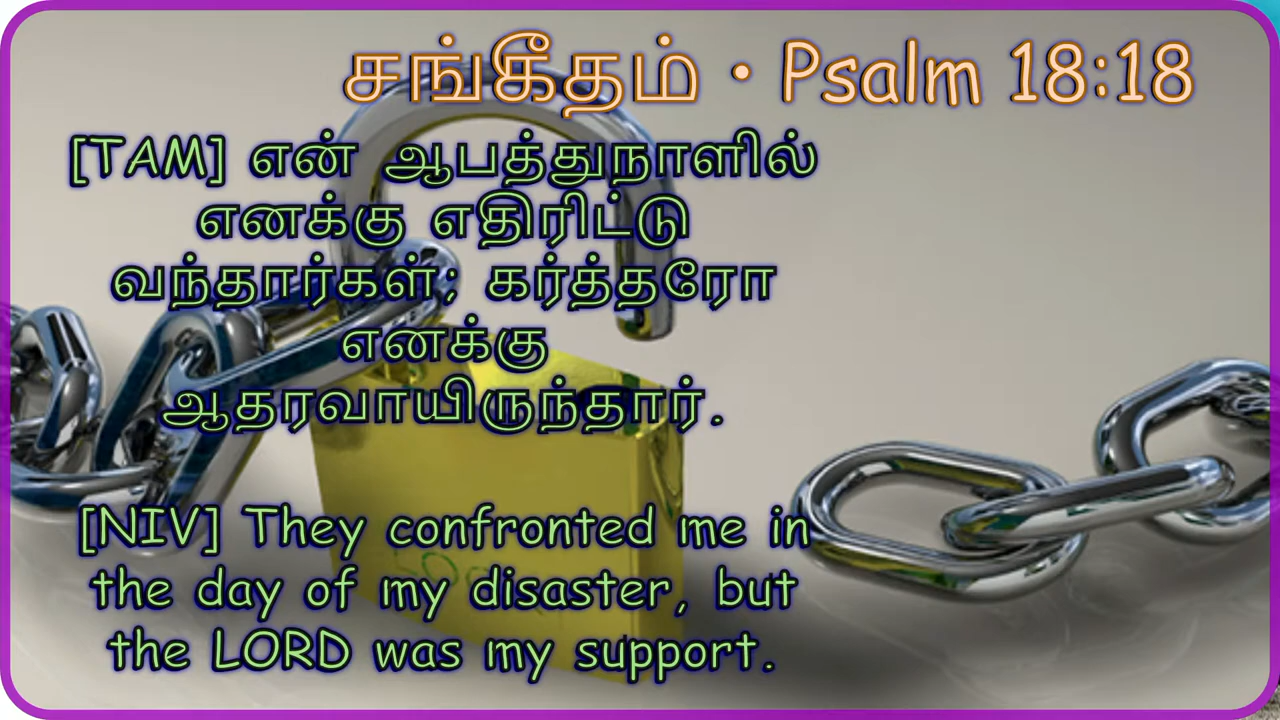 சங்கீதம் • Psalm 18:18
[TAM] என் ஆபத்துநாளில்
எனக்கு எதிரிட்டு
வந்தார்கள்; கர்த்தரோ
எனக்கு
ஆதரவாயிருந்தார்.
[NIV] They confronted me in
the day of my disaster, but
the LORD was my support.